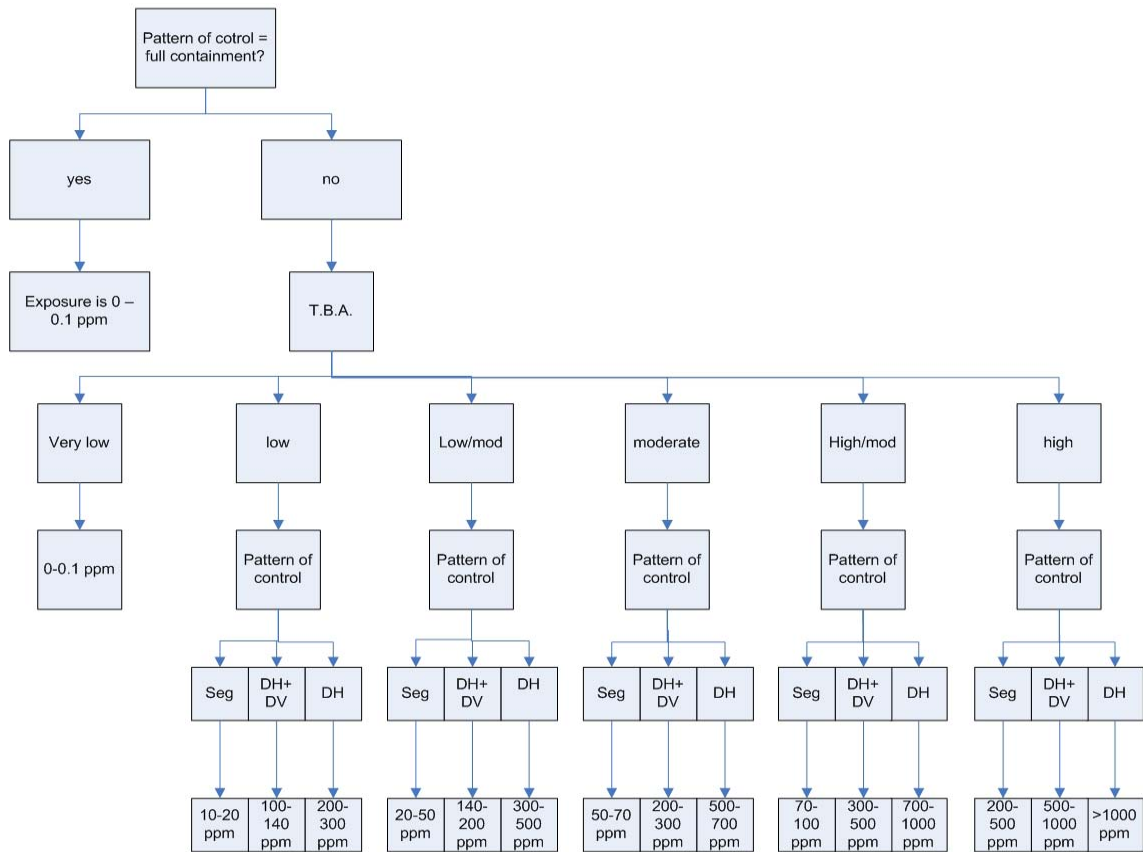 Pattern of cotrol =
full containment?
yes
no
Exposure is 0 –
0.1 ppm
T.B.A.
Very low
low
Low/mod
moderate
High/mod
high
0-0.1 ppm
Pattern of
control
Pattern of
control
Pattern of
control
Pattern of
control
Pattern of
control
Seg
DH+
DV
DH
Seg
DH+
DV
DH
Seg
DH+
DV
DH
Seg
DH+
DV
DH
Seg
DH+
DV
DH
10-20
ppm
100-
140
ppm
200-
300
ppm
20-50
ppm
140-
200
ppm
300-
500
ppm
50-70
ppm
200-
300
ppm
500-
700
ppm
70-
100
ppm
300-
500
ppm
700-
1000
ppm
200-
500
ppm
500-
1000
ppm
>1000
ppm